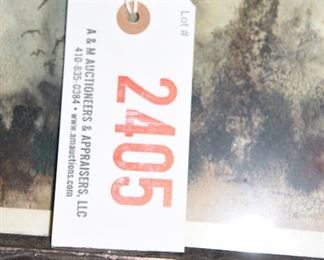 Lot #
2405
A & M AUCTIONEERS & APPRAISERS, LLC
410-835-0384 • www.amauctions.com